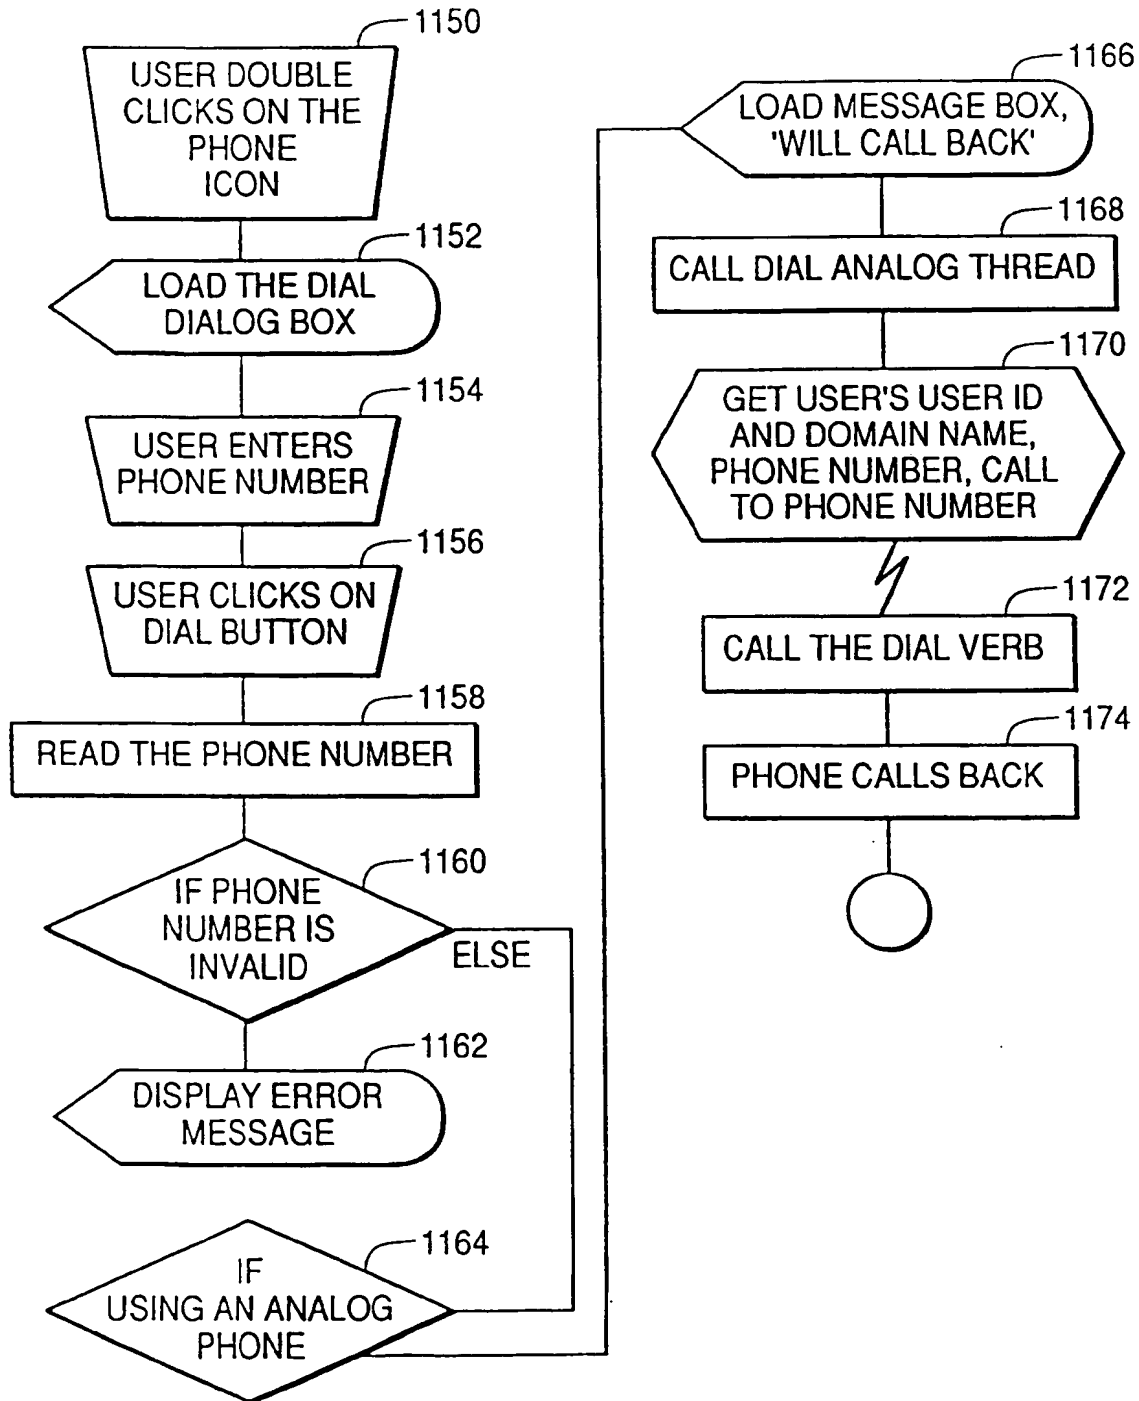 1150
USER DOUBLE
CLICKS ON THE
PHONE
ICON
1152
LOAD THE DIAL
DIALOG BOX
1154
USER ENTERS
PHONE NUMBER
1156
USER CLICKS ON
DIAL BUTTON
1158
READ THE PHONE NUMBER
1160
IF PHONE
NUMBER IS
INVALID
ELSE
1162
DISPLAY ERROR
MESSAGE
1164
IF
USING AN ANALOG
PHONE
1166
LOAD MESSAGE BOX,
'WILL CALL BACK'
1168
CALL DIAL ANALOG THREAD
1170
GET USER'S USER ID
AND DOMAIN NAME,
PHONE NUMBER, CALL
TO PHONE NUMBER
1172
CALL THE DIAL VERB
1174
PHONE CALLS BACK